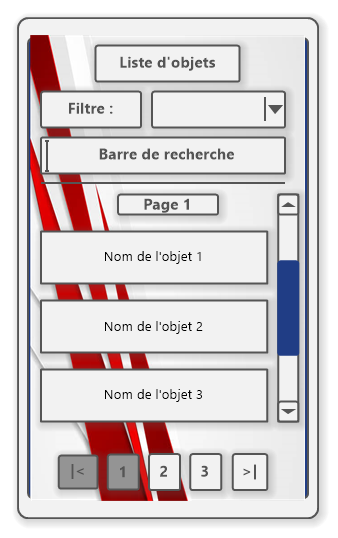 Liste d'objets
Filtre :
Barre de recherche
Page 1
Nom de l'objet 1
Nom de l'objet 2
Nom de l'objet 3
|< 1 2 3 >|